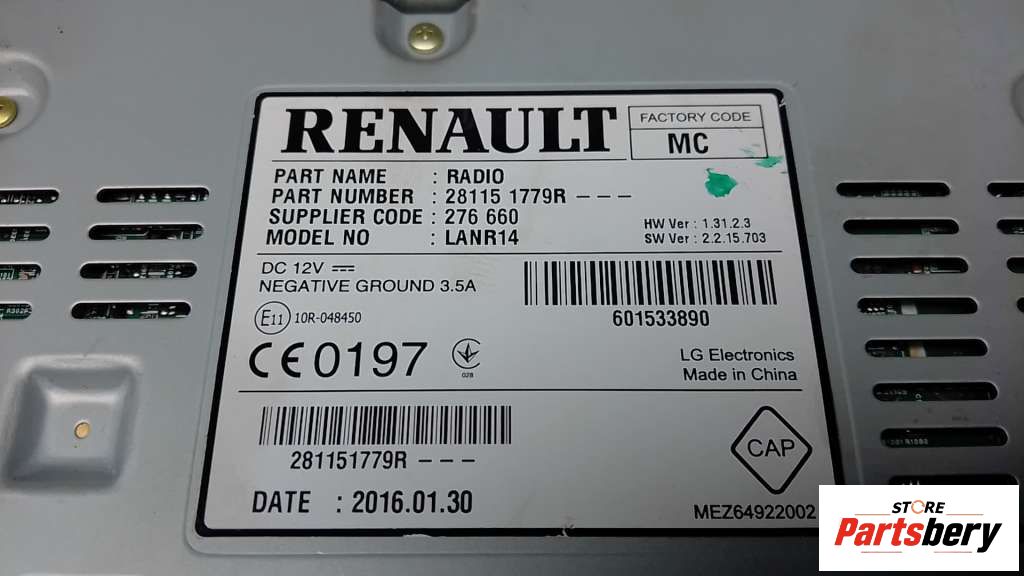 RENAULT
FACTORY CODE
MC
PART NAME : RADIO
PART NUMBER : 28115 1779R – – –
SUPPLIER CODE : 276 660
MODEL NO : LANR14
HW Ver : 1.31.2.3
SW Ver : 2.2.15.703
DC 12V
NEGATIVE GROUND 3.5A
601533890
E11 10R-048450
CE0197
028
LG Electronics
Made in China
281151779R – – –
CAP
DATE : 2016.01.30
MEZ64922002
STORE
Partsbery